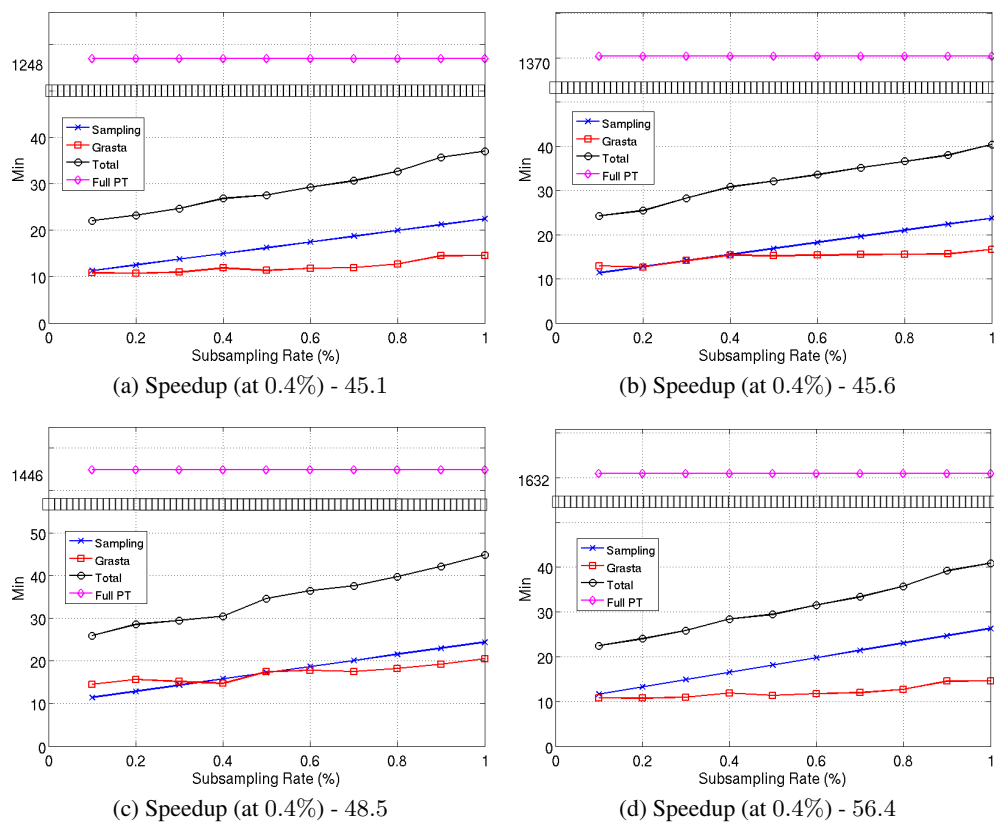 1248
Min
40
30
20
10
0
Sampling
Grasta
Total
Full PT
0 0.2 0.4 0.6 0.8 1
Subsampling Rate (%)
(a) Speedup (at 0.4%) - 45.1
1370
40
30
20
10
0
Sampling
Grasta
Total
Full PT
0 0.2 0.4 0.6 0.8 1
Subsampling Rate (%)
(b) Speedup (at 0.4%) - 45.6
1446
Min
50
40
30
20
10
0
Sampling
Grasta
Total
Full PT
0 0.2 0.4 0.6 0.8 1
Subsampling Rate (%)
(c) Speedup (at 0.4%) - 48.5
1632
50
40
30
20
10
0
Sampling
Grasta
Total
Full PT
0 0.2 0.4 0.6 0.8 1
Subsampling Rate (%)
(d) Speedup (at 0.4%) - 56.4